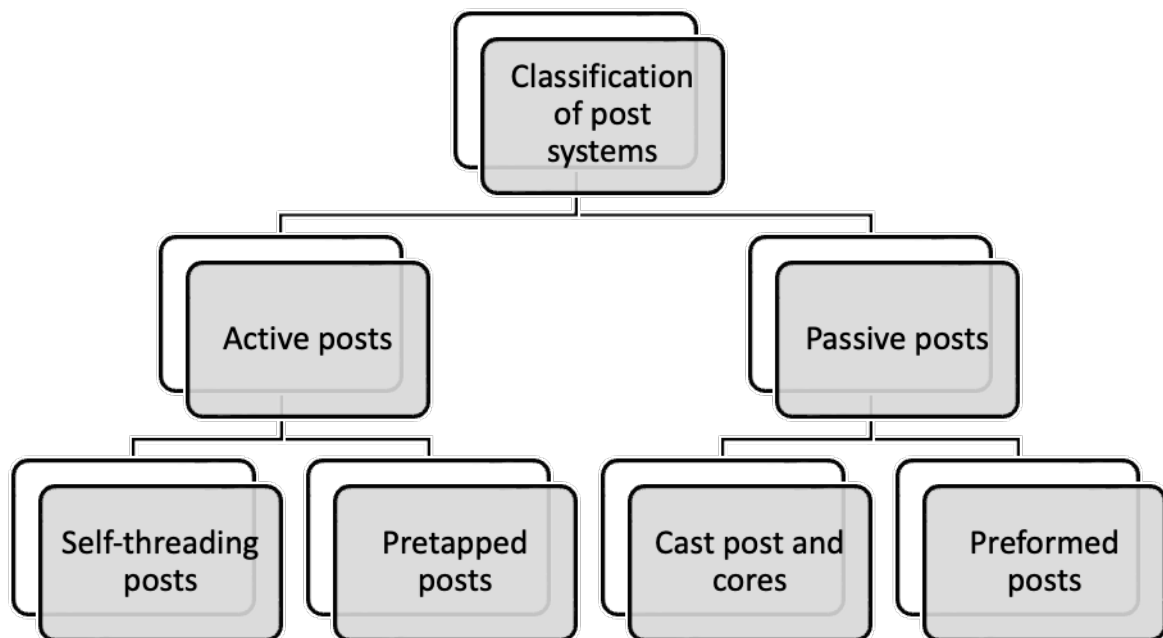 Classification
of post
systems
Active posts
Passive posts
Self-threading
posts
Pretapped
posts
Cast post and
cores
Preformed
posts